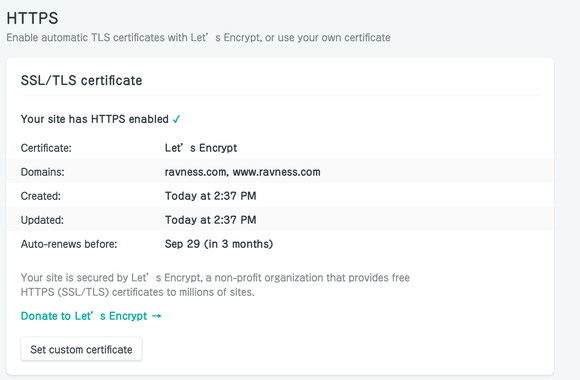 HTTPS
Enable automatic TLS certificates with Let’s Encrypt, or use your own certificate
SSL/TLS certificate
Your site has HTTPS enabled ✓
Certificate: Let’s Encrypt
Domains: ravness.com, www.ravness.com
Created: Today at 2:37 PM
Updated: Today at 2:37 PM
Auto-renews before: Sep 29 (in 3 months)
Your site is secured by Let’s Encrypt, a non-profit organization that provides free
HTTPS (SSL/TLS) certificates to millions of sites.
Donate to Let’s Encrypt →
Set custom certificate